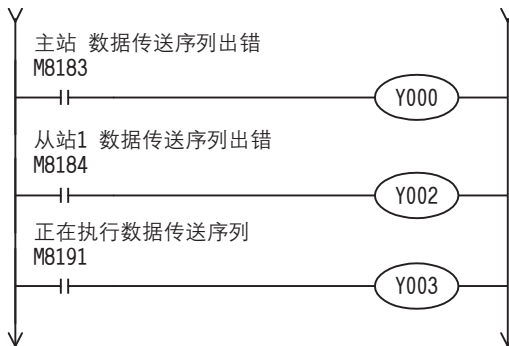 主站 数据传送序列出错
M8183
Y000
从站1 数据传送序列出错
M8184
Y002
正在执行数据传送序列
M8191
Y003